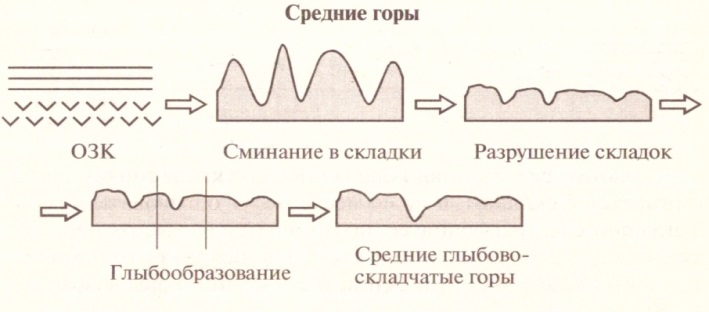 Средние горы
ОЗК
Сминание в складки
Разрушение складок
Глыбообразование
Средние глыбово-
складчатые горы